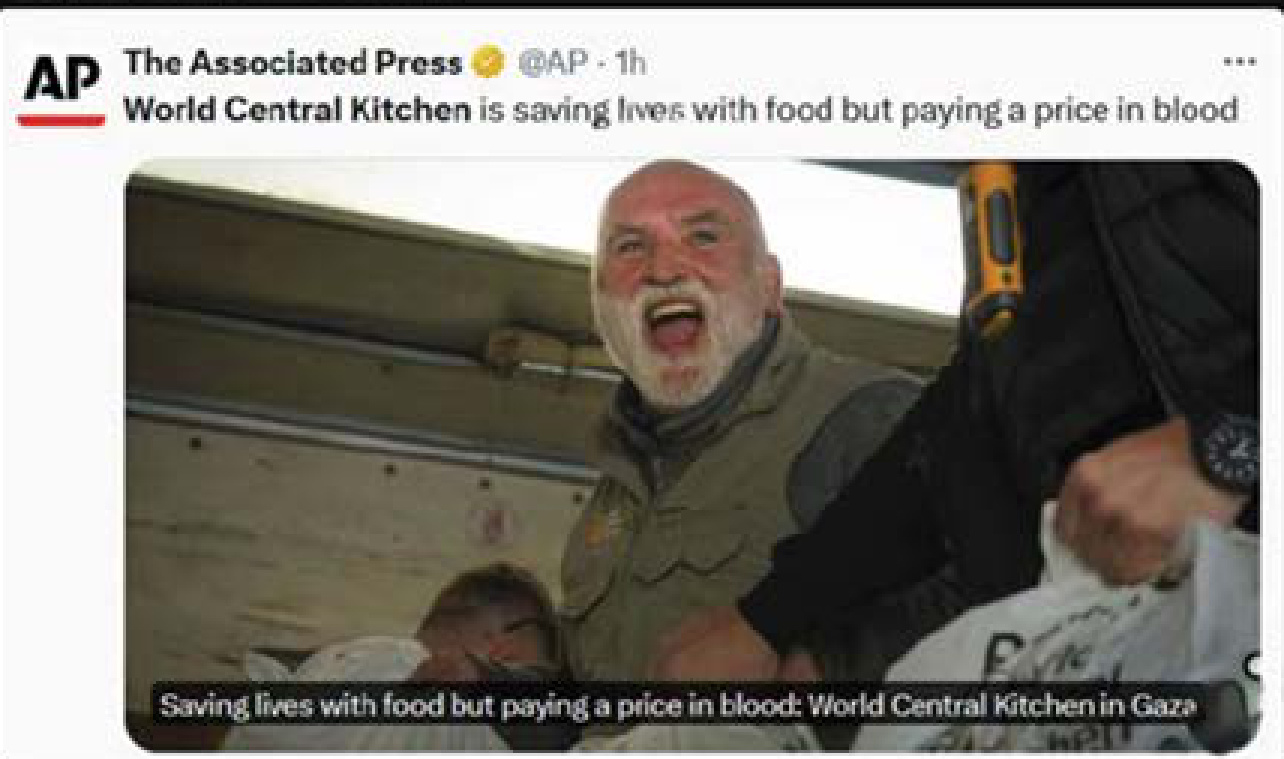 AP
The Associated Press @AP · 1h
World Central Kitchen is saving lives with food but paying a price in blood
Saving lives with food but paying a price in blood: World Central Kitchen in Gaza